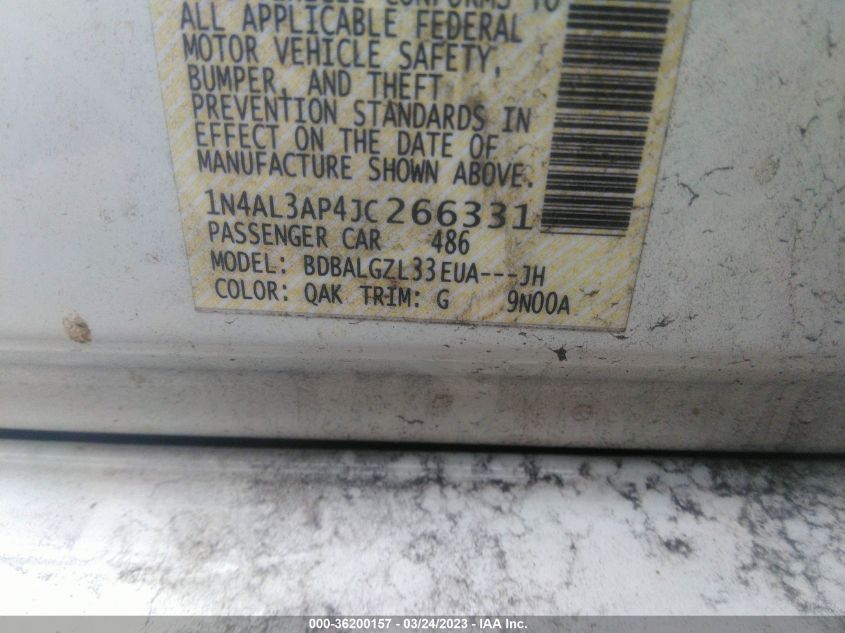 CONFORMS TO
ALL APPLICABLE FEDERAL
MOTOR VEHICLE SAFETY,
BUMPER, AND THEFT
PREVENTION STANDARDS IN
EFFECT ON THE DATE OF
MANUFACTURE SHOWN ABOVE.
1N4AL3AP4JC266331
PASSENGER CAR 486
MODEL: BDBALGZL33EUA---JH
COLOR: QAK TRIM: G 9N00A
000-36200157 - 03/24/2023 - IAA Inc.